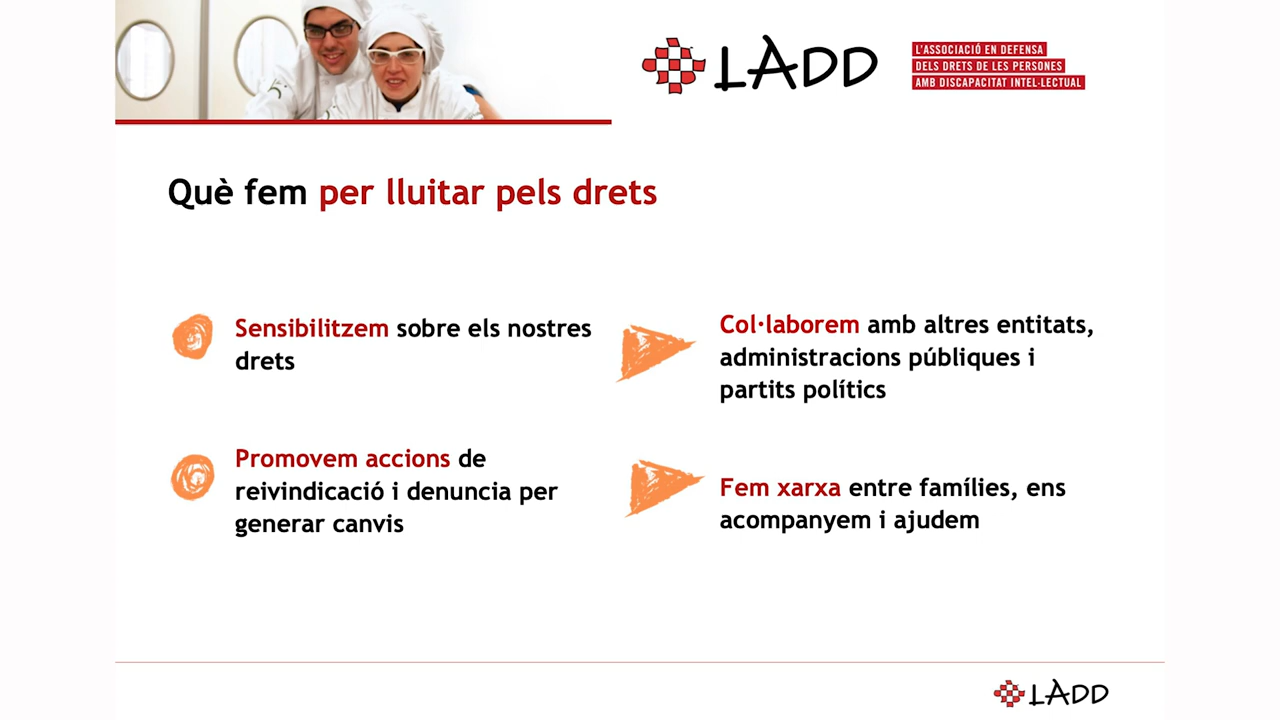 LADD
L'ASSOCIACIÓ EN DEFENSA
DELS DRETS DE LES PERSONES
AMB DISCAPACITAT INTEL·LECTUAL
Què fem per lluitar pels drets
Sensibilitzem sobre els nostres
drets
Promovem accions de
reivindicació i denuncia per
generar canvis
Col·laborem amb altres entitats,
administracions públiques i
partits polítics
Fem xarxa entre famílies, ens
acompanyem i ajudem
LADD